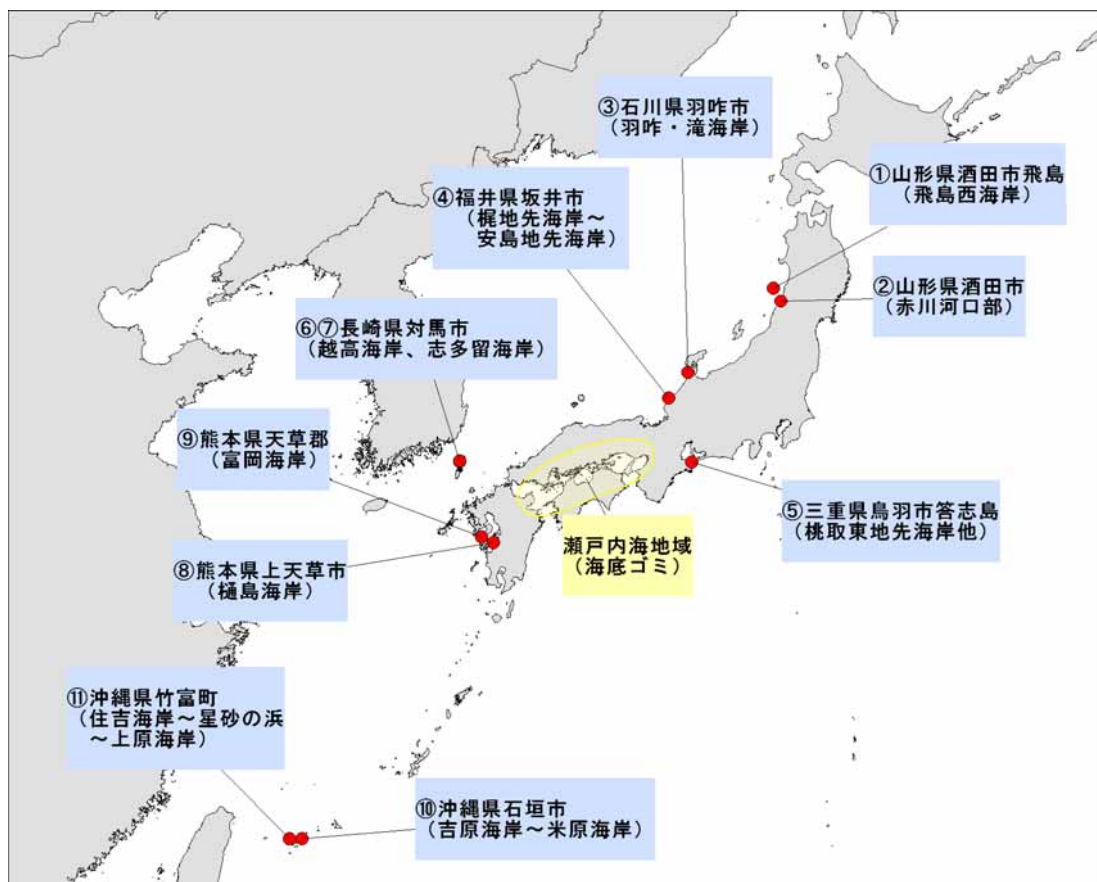 ③石川県羽咋市
(羽咋・滝海岸)
①山形県酒田市飛島
(飛島西海岸)
④福井県坂井市
(梶地先海岸～
安島地先海岸)
②山形県酒田市
(赤川河口部)
⑥⑦長崎県対馬市
(越高海岸、志多留海岸)
⑨熊本県天草郡
(富岡海岸)
⑤三重県鳥羽市答志島
(桃取東地先海岸他)
瀬戸内海地域
(海底ゴミ)
⑧熊本県上天草市
(樋島海岸)
⑪沖縄県竹富町
(住吉海岸～星砂の浜
～上原海岸)
⑩沖縄県石垣市
(吉原海岸～米原海岸)